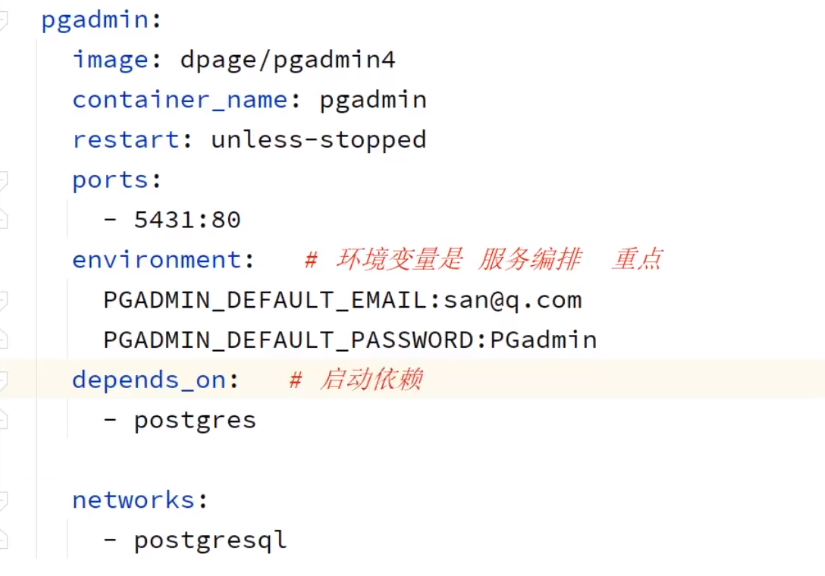 pgadmin:
image: dpage/pgadmin4
container_name: pgadmin
restart: unless-stopped
ports:
- 5431:80
environment:   # 环境变量是 服务编排  重点
PGADMIN_DEFAULT_EMAIL:san@q.com
PGADMIN_DEFAULT_PASSWORD:PGadmin
depends_on:   # 启动依赖
- postgres
networks:
- postgresql